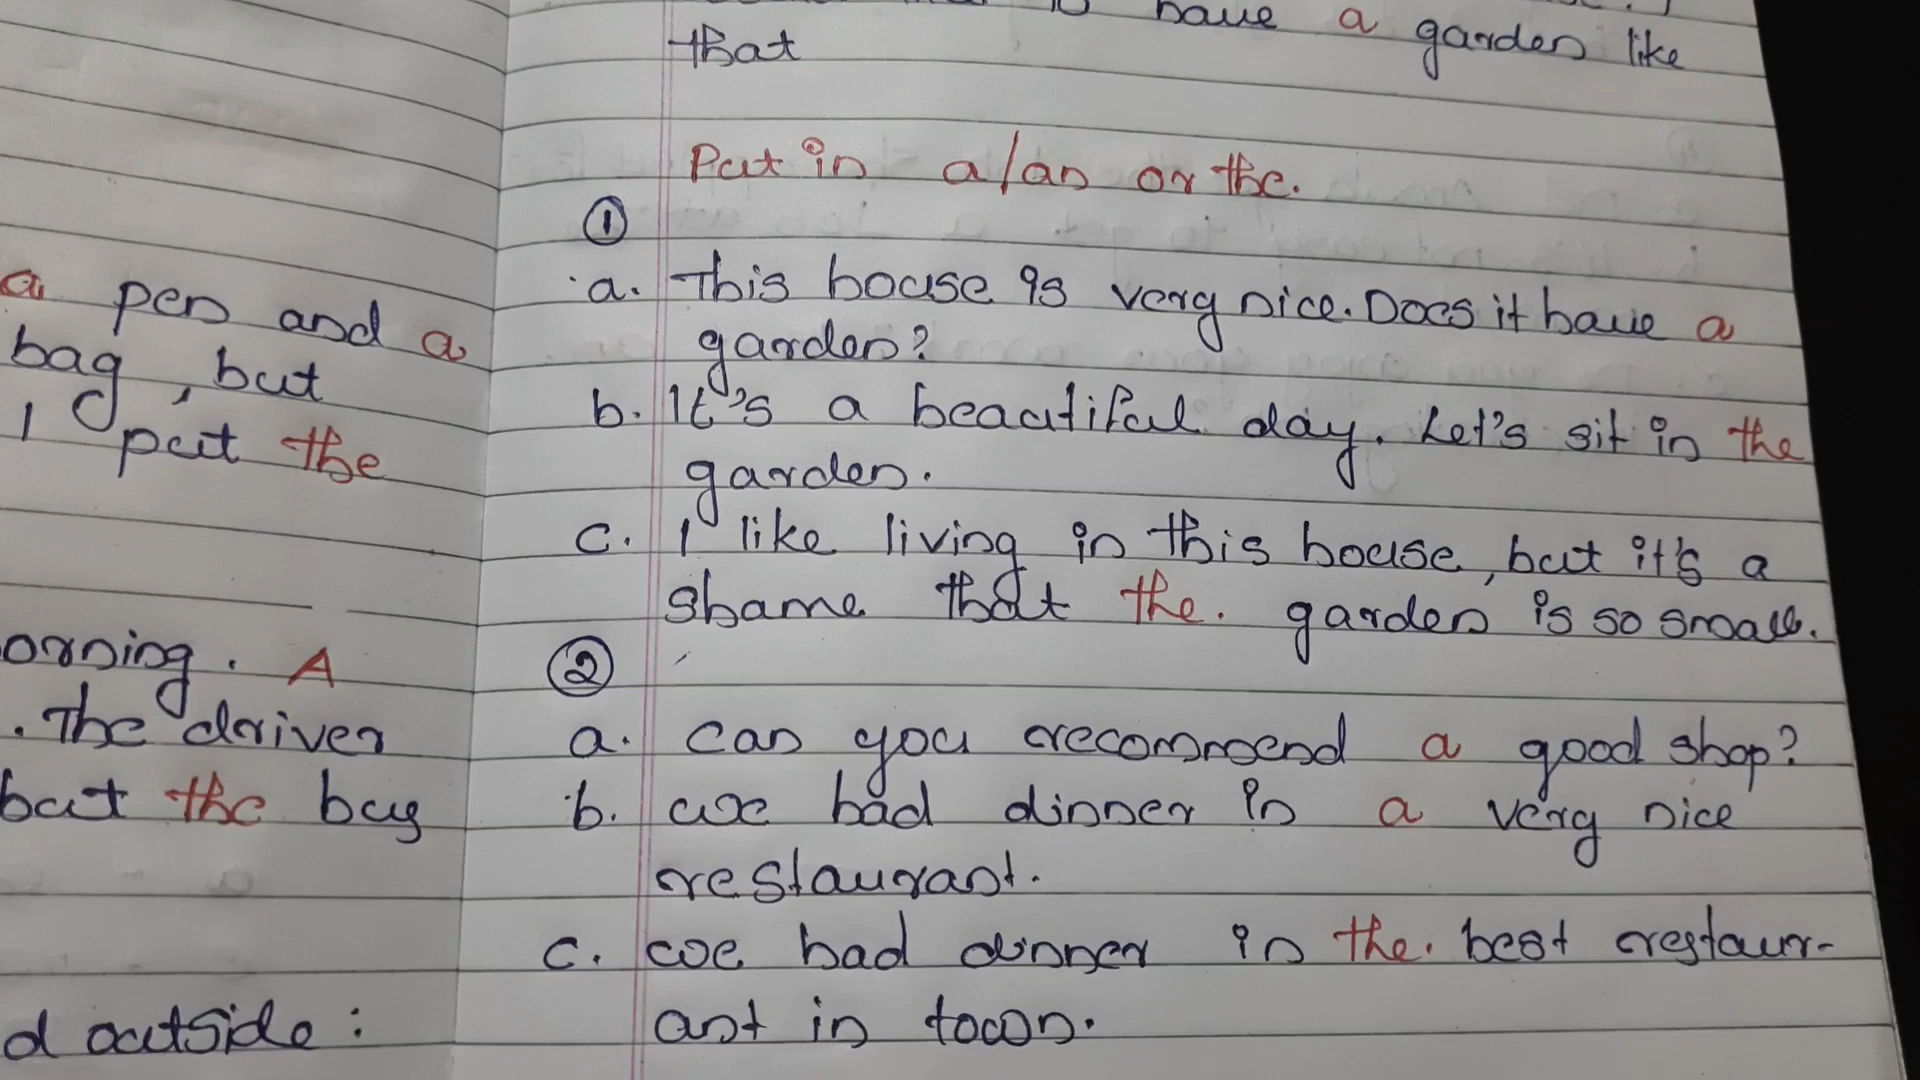 a pen and a
bag, but
I put the
orning. A
. The driver
but the bag
d outside:
have a garden like
that
Put in a/an or the.
①
a. This house is very nice. Does it have a
garden?
b. It's a beautiful day. Let's sit in the
garden.
c. I like living in this house, but it's a
shame that the. garden is so small.
②
a. can you recommend a good shop?
b. we had dinner in a very nice
restaurant.
c. we had dinner in the. best restaur-
ant in town.